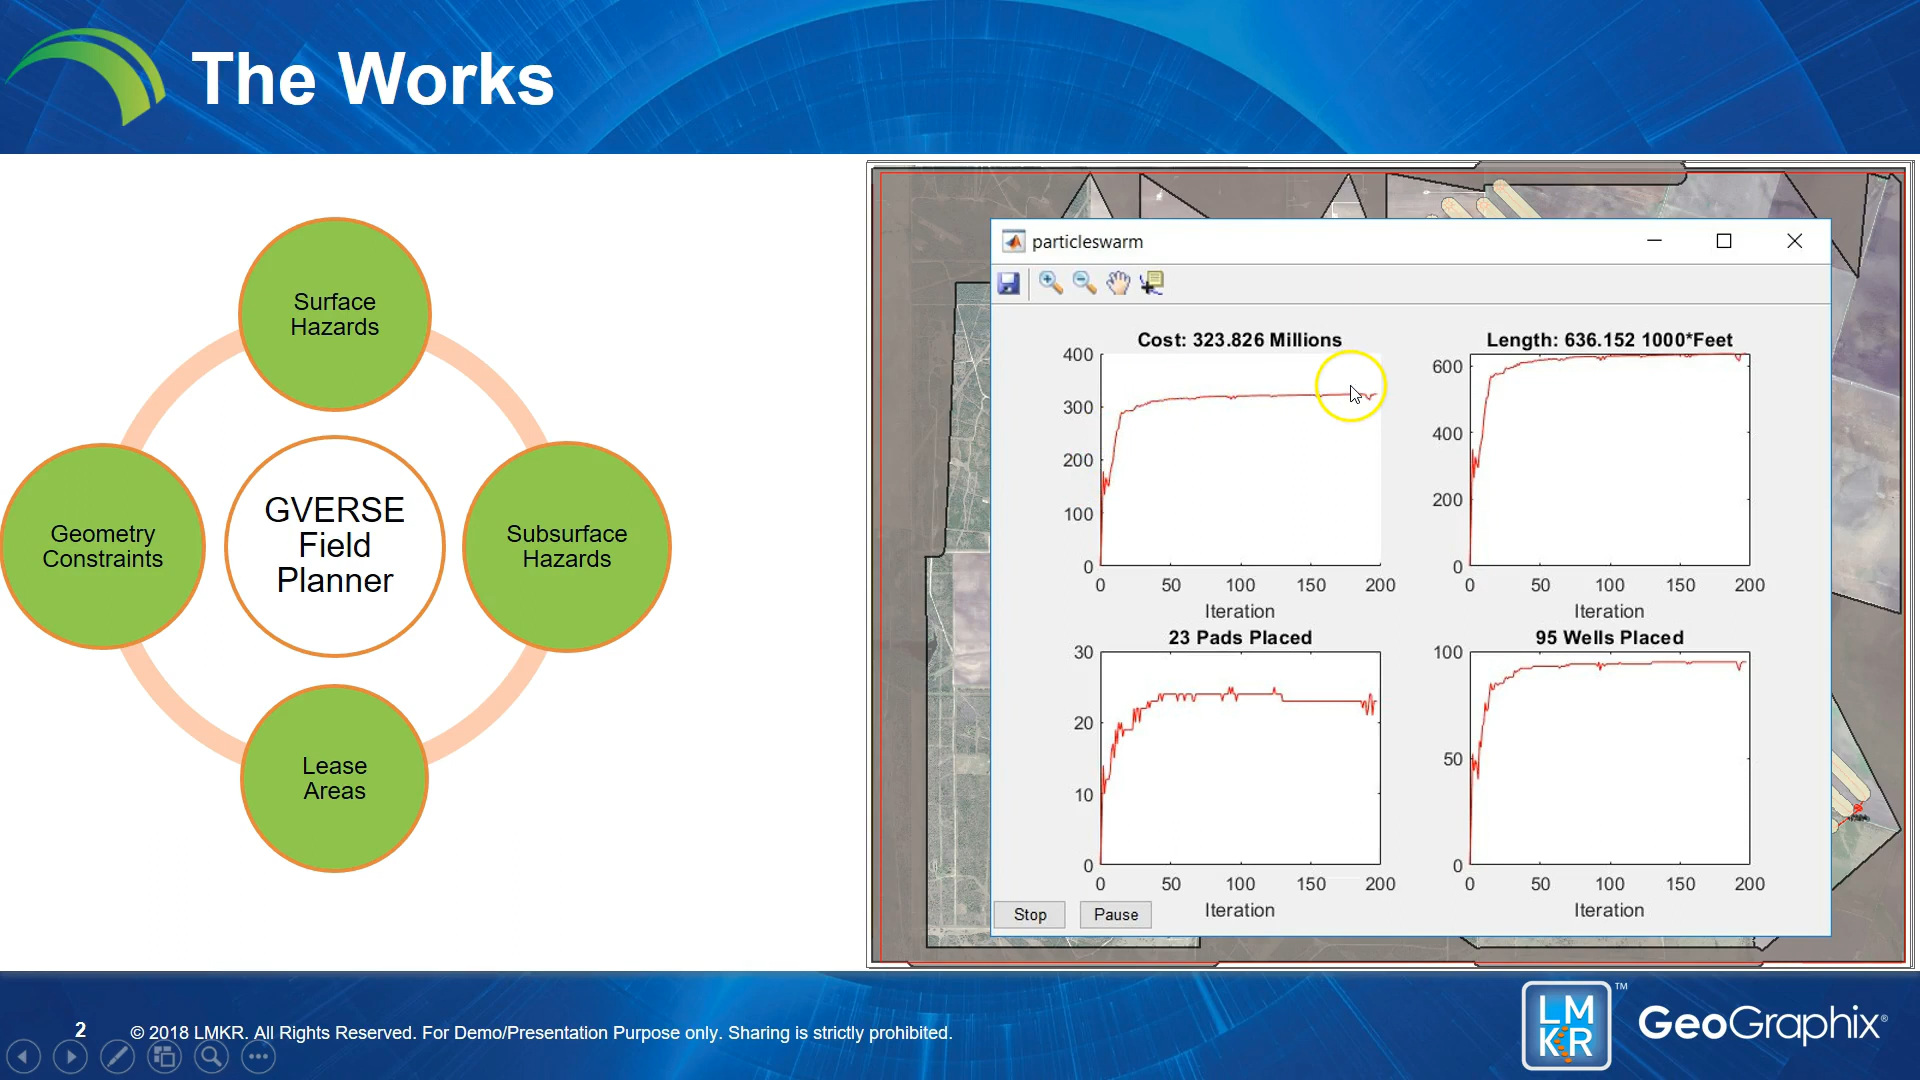 The Works
Surface
Hazards
Geometry
Constraints
GVERSE
Field
Planner
Subsurface
Hazards
Lease
Areas
particleswarm
Cost: 323.826 Millions
400
300
200
100
0
0 50 100 150 200
Iteration
Length: 636.152 1000*Feet
600
400
200
0
0 50 100 150 200
Iteration
23 Pads Placed
30
20
10
0
0 50 100 150 200
Iteration
95 Wells Placed
100
50
0
0 50 100 150 200
Iteration
Stop Pause
2 © 2018 LMKR. All Rights Reserved. For Demo/Presentation Purpose only. Sharing is strictly prohibited.
LM
KR
™
GeoGraphix®